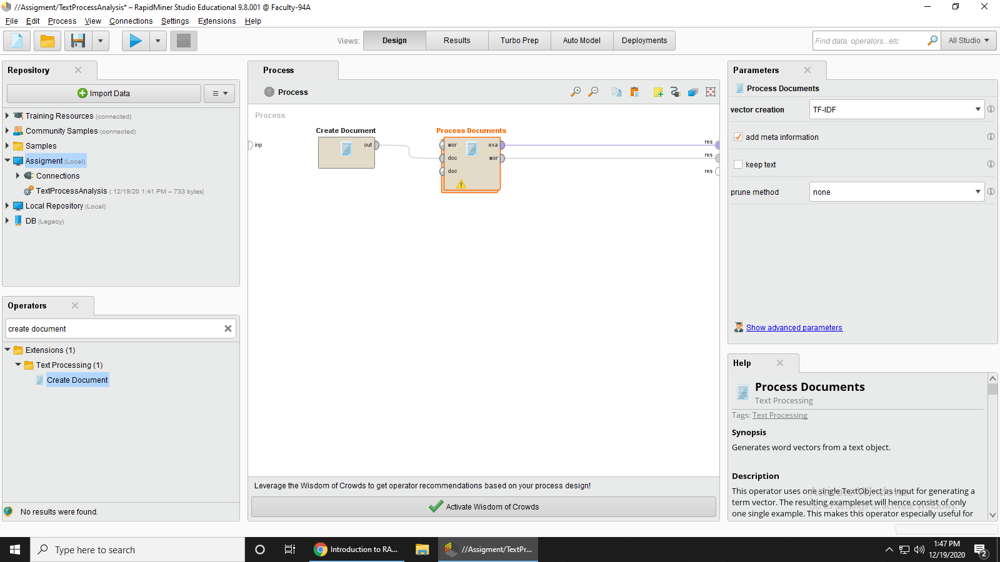 //Assigment/TextProcessAnalysis* – RapidMiner Studio Educational 9.8.001 @ Faculty-94A
File Edit Process View Connections Settings Extensions Help
Views: Design Results Turbo Prep Auto Model Deployments
Find data, operators...etc All Studio
Repository
Import Data
Training Resources (connected)
Community Samples (connected)
Samples
Assigment (Local)
Connections
TextProcessAnalysis ( 12/19/20 1:41 PM – 733 bytes)
Local Repository (Local)
DB (Legacy)
Operators
create document
Extensions (1)
Text Processing (1)
Create Document
No results were found.
Process
Process
Process
Create Document
out
inp
Process Documents
wor exa
doc wor
doc
res
res
res
Leverage the Wisdom of Crowds to get operator recommendations based on your process design!
Activate Wisdom of Crowds
Parameters
Process Documents
vector creation TF-IDF
add meta information
keep text
prune method none
Show advanced parameters
Help
Process Documents
Text Processing
Tags: Text Processing
Synopsis
Generates word vectors from a text object.
Description
This operator uses one single TextObject as input for generating a
term vector. The resulting exampleset will hence consist of only
one single example. This makes this operator especially useful for
Activate Windows
Go to Settings to activate Windows.
Type here to search
Introduction to RA...
//Assigment/TextPr...
1:47 PM
12/19/2020
2